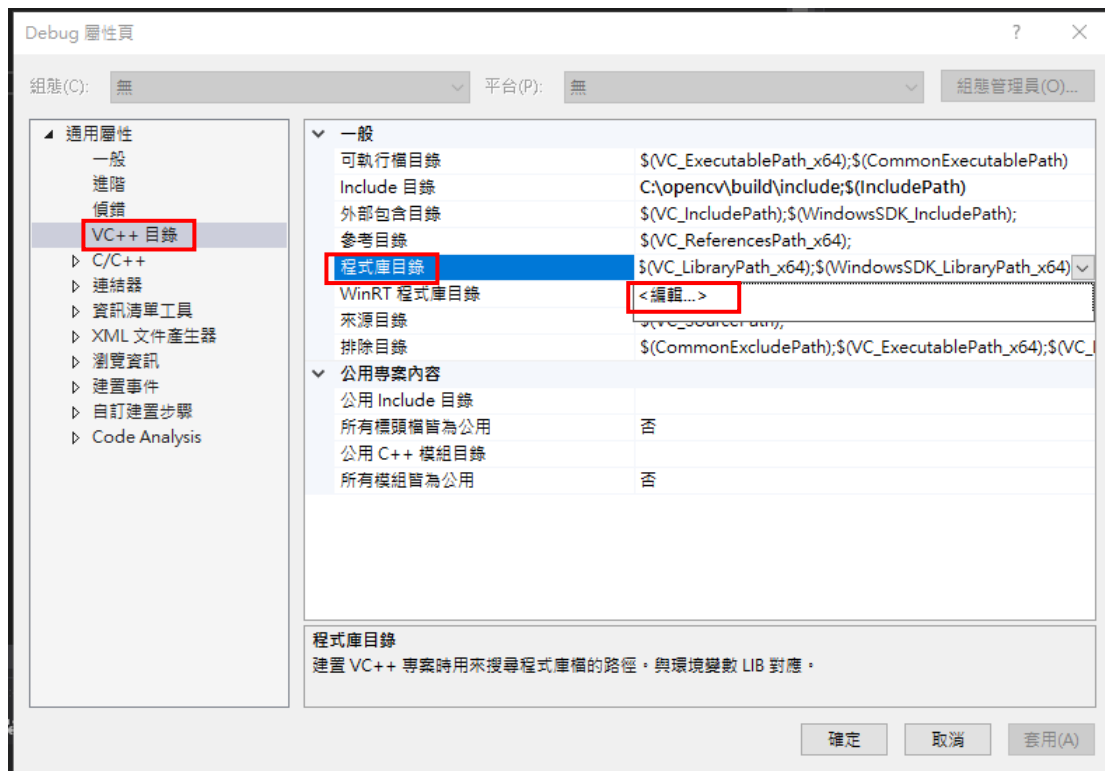 Debug 屬性頁
?
組態(C): 無 平台(P): 無 組態管理員(O)...
通用屬性
一般
進階
偵錯
VC++ 目錄
C/C++
連結器
資訊清單工具
XML 文件產生器
瀏覽資訊
建置事件
自訂建置步驟
Code Analysis
一般
可執行檔目錄 $(VC_ExecutablePath_x64);$(CommonExecutablePath)
Include 目錄 C:\opencv\build\include;$(IncludePath)
外部包含目錄 $(VC_IncludePath);$(WindowsSDK_IncludePath);
參考目錄 $(VC_ReferencesPath_x64);
程式庫目錄 $(VC_LibraryPath_x64);$(WindowsSDK_LibraryPath_x64)
WinRT 程式庫目錄 <編輯...>
來源目錄 $(VC_SourcePath);
排除目錄 $(CommonExcludePath);$(VC_ExecutablePath_x64);$(VC_
公用專案內容
公用 Include 目錄
所有標頭檔皆為公用 否
公用 C++ 模組目錄
所有模組皆為公用 否
程式庫目錄
建置 VC++ 專案時用來搜尋程式庫檔的路徑。與環境變數 LIB 對應。
確定 取消 套用(A)